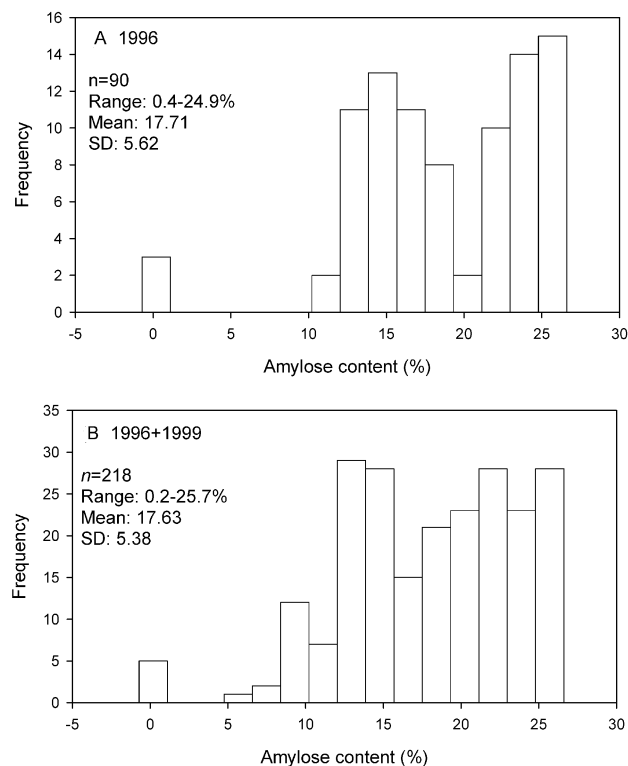 A 1996
n=90
Range: 0.4-24.9%
Mean: 17.71
SD: 5.62
Frequency
16
14
12
10
8
6
4
2
0
-5 0 5 10 15 20 25 30
Amylose content (%)
B 1996+1999
n=218
Range: 0.2-25.7%
Mean: 17.63
SD: 5.38
Frequency
35
30
25
20
15
10
5
0
-5 0 5 10 15 20 25 30
Amylose content (%)